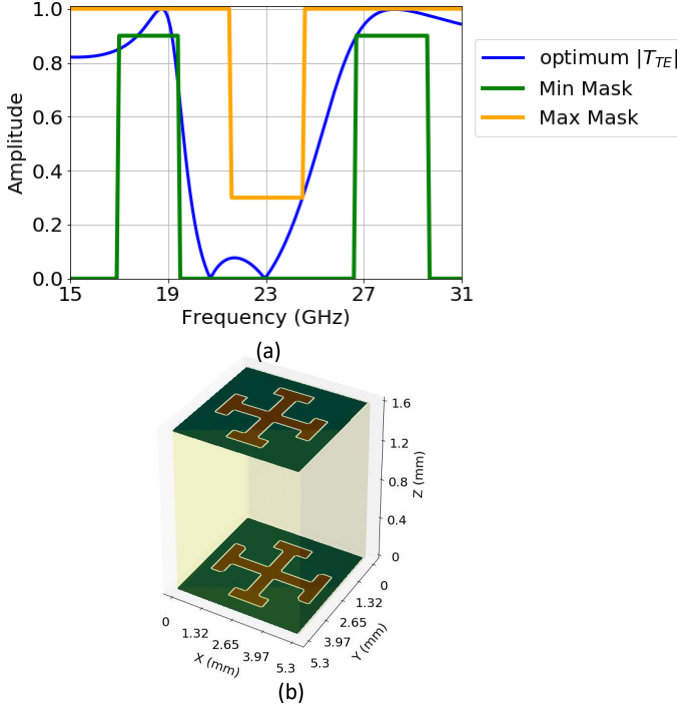 1.0
0.8
0.6
0.4
0.2
0.0
Amplitude
15 19 23 27 31
Frequency (GHz)
optimum |T_TE|
Min Mask
Max Mask
(a)
1.6
1.2
0.8
0.4
0
Z (mm)
0
1.32
2.65
3.97
5.3
Y (mm)
0
1.32
2.65
3.97
5.3
X (mm)
(b)